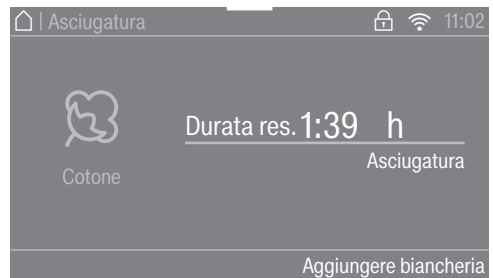 | Asciugatura 11:02
Durata res. 1:39 h
Asciugatura
Cotone
Aggiungere biancheria